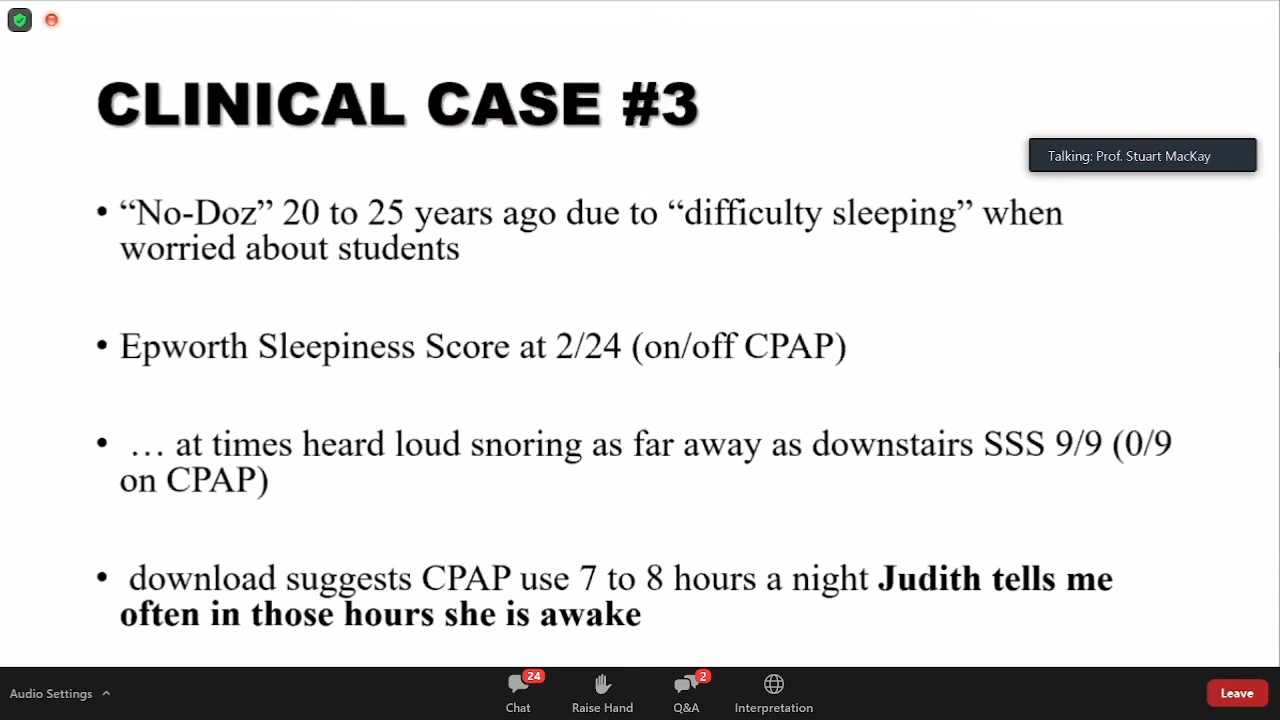 CLINICAL CASE #3
Talking: Prof. Stuart MacKay
• “No-Doz” 20 to 25 years ago due to “difficulty sleeping” when
worried about students
• Epworth Sleepiness Score at 2/24 (on/off CPAP)
• … at times heard loud snoring as far away as downstairs SSS 9/9 (0/9
on CPAP)
• download suggests CPAP use 7 to 8 hours a night Judith tells me
often in those hours she is awake
Audio Settings
24
Chat
Raise Hand
2
Q&A
Interpretation
Leave